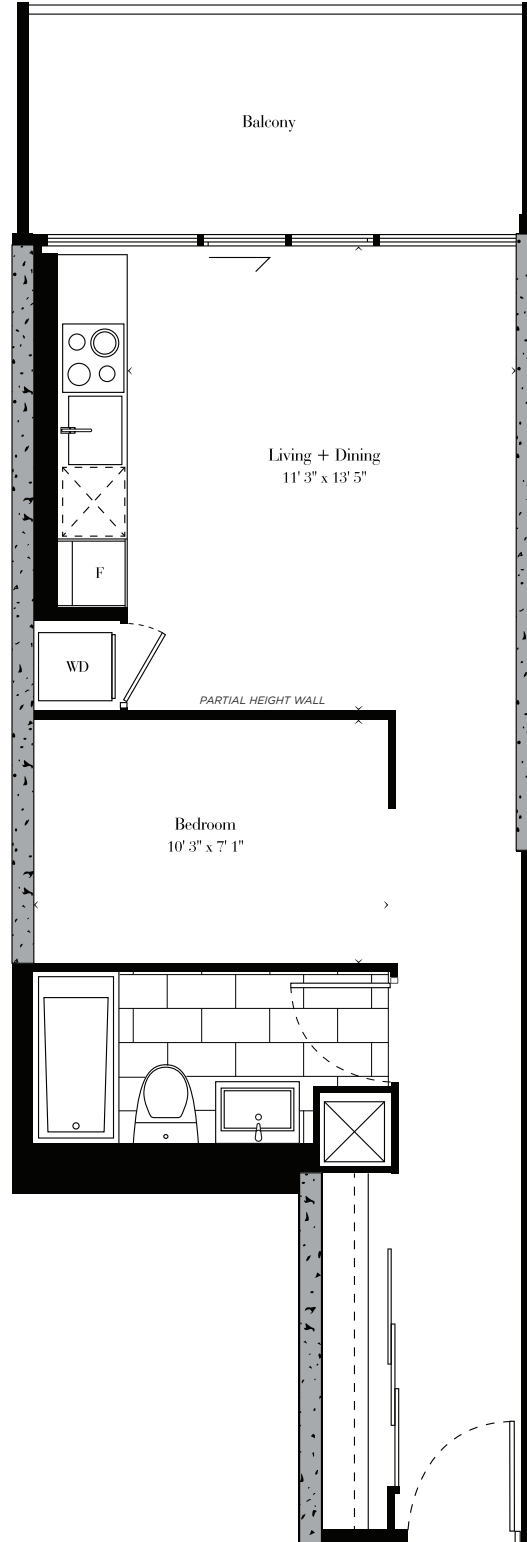 Balcony
Living + Dining
11' 3" x 13' 5"
F
WD
PARTIAL HEIGHT WALL
Bedroom
10' 3" x 7' 1"